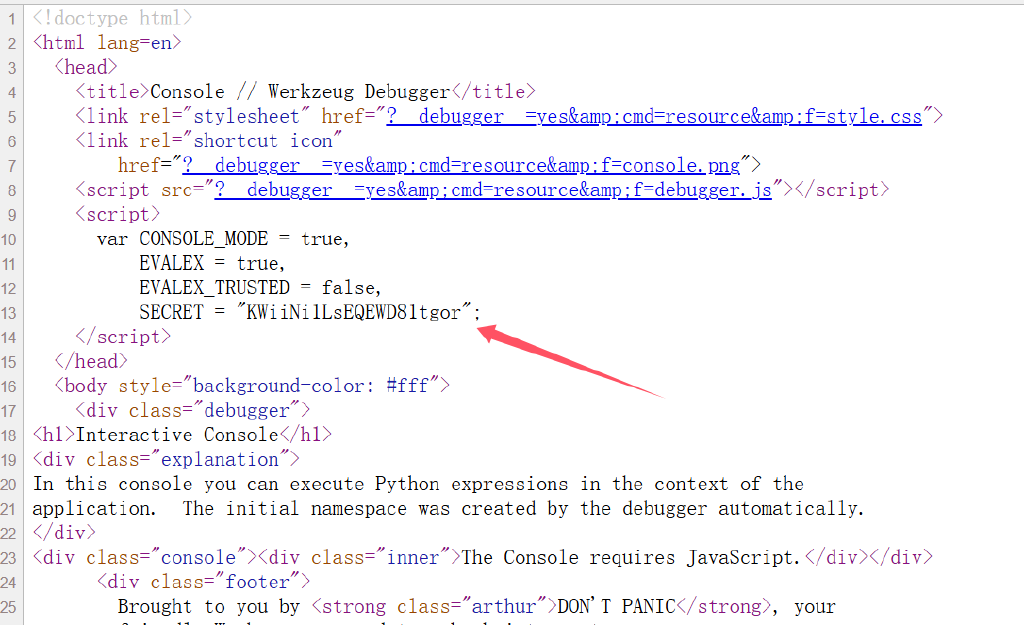 1 <!doctype html>
2 <html lang=en>
3 <head>
4 <title>Console // Werkzeug Debugger</title>
5 <link rel="stylesheet" href="?__debugger__=yes&amp;cmd=resource&amp;f=style.css">
6 <link rel="shortcut icon"
7 href="?__debugger__=yes&amp;cmd=resource&amp;f=console.png">
8 <script src="?__debugger__=yes&amp;cmd=resource&amp;f=debugger.js"></script>
9 <script>
10 var CONSOLE_MODE = true,
11 EVALEX = true,
12 EVALEX_TRUSTED = false,
13 SECRET = "KWiiNilLsEQEWD8ltgor";
14 </script>
15 </head>
16 <body style="background-color: #fff">
17 <div class="debugger">
18 <h1>Interactive Console</h1>
19 <div class="explanation">
20 In this console you can execute Python expressions in the context of the
21 application.  The initial namespace was created by the debugger automatically.
22 </div>
23 <div class="console"><div class="inner">The Console requires JavaScript.</div></div>
24 <div class="footer">
25 Brought to you by <strong class="arthur">DON'T PANIC</strong>, your